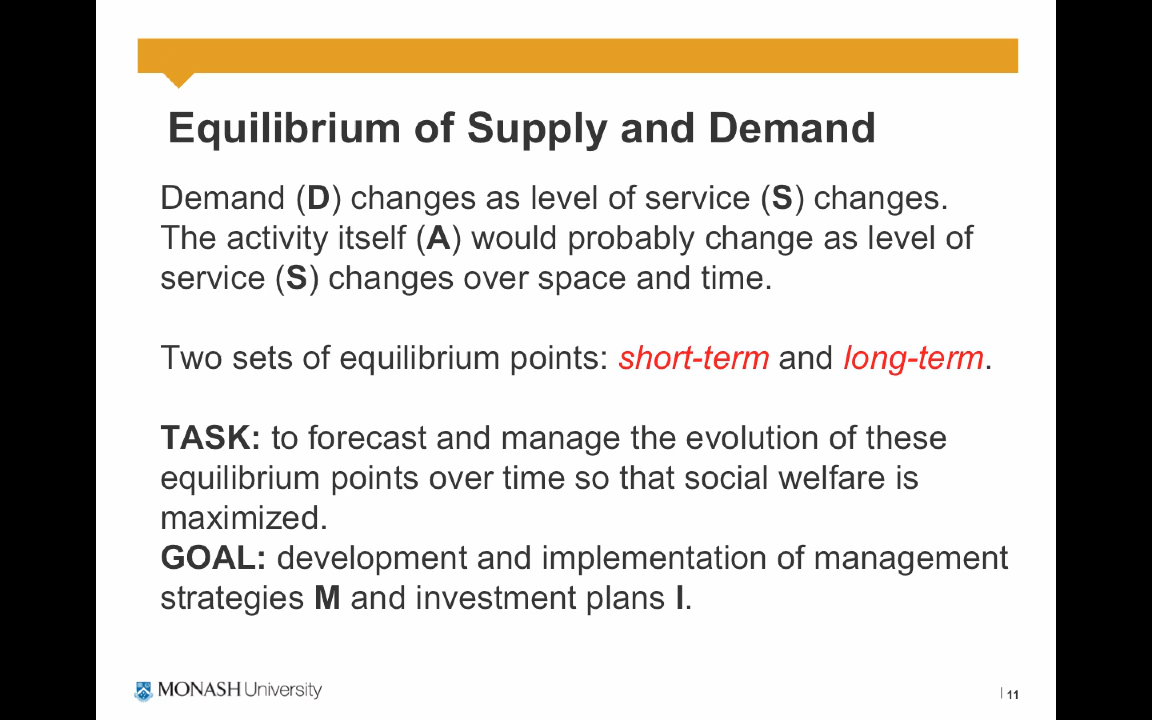 Equilibrium of Supply and Demand
Demand (D) changes as level of service (S) changes.
The activity itself (A) would probably change as level of
service (S) changes over space and time.
Two sets of equilibrium points: short-term and long-term.
TASK: to forecast and manage the evolution of these
equilibrium points over time so that social welfare is
maximized.
GOAL: development and implementation of management
strategies M and investment plans I.
MONASH University
11